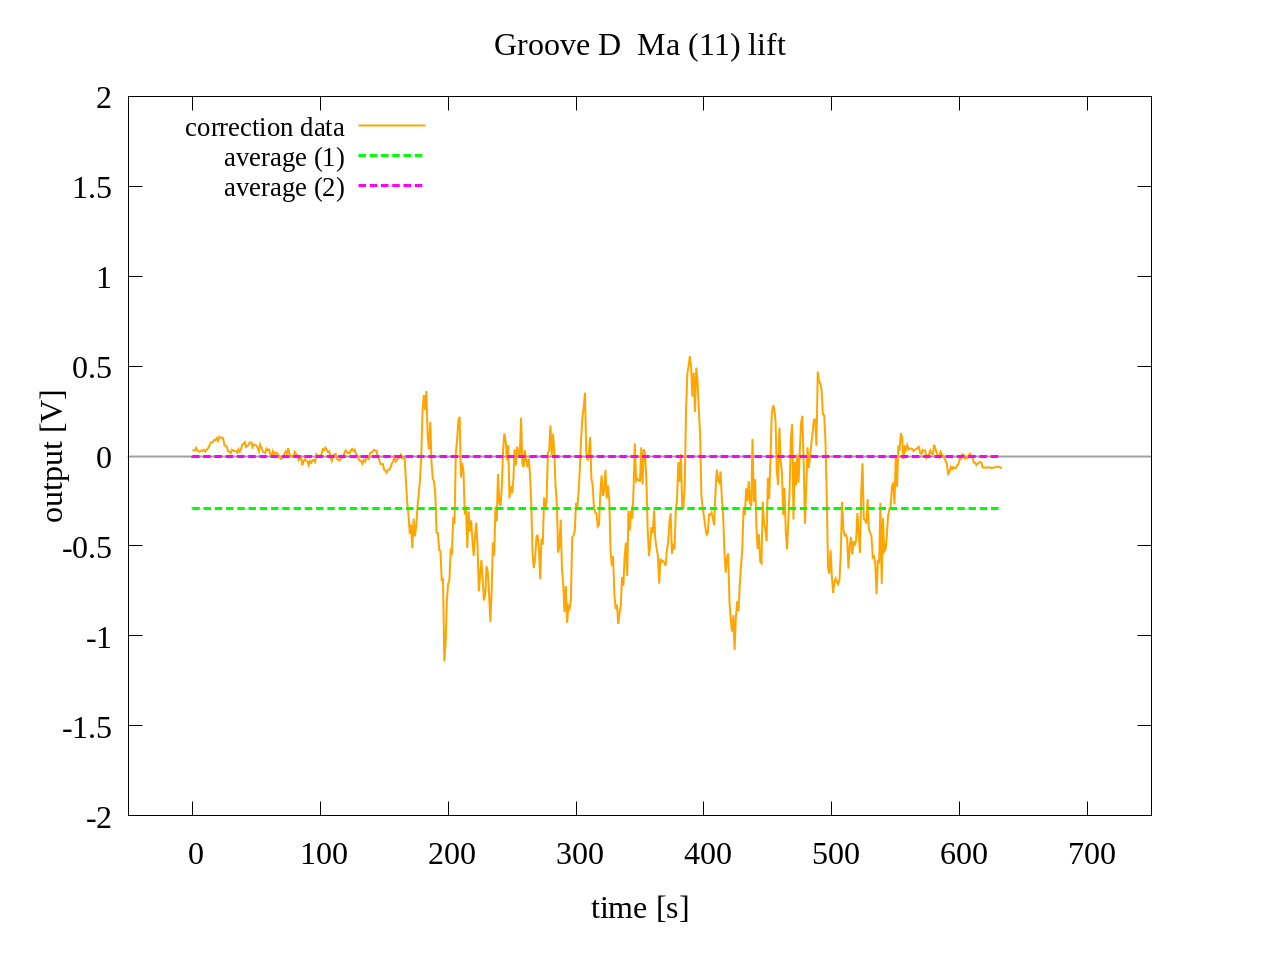 Groove D  Ma (11) lift
correction data
average (1)
average (2)
2
1.5
1
0.5
0
-0.5
-1
-1.5
-2
output [V]
0 100 200 300 400 500 600 700
time [s]